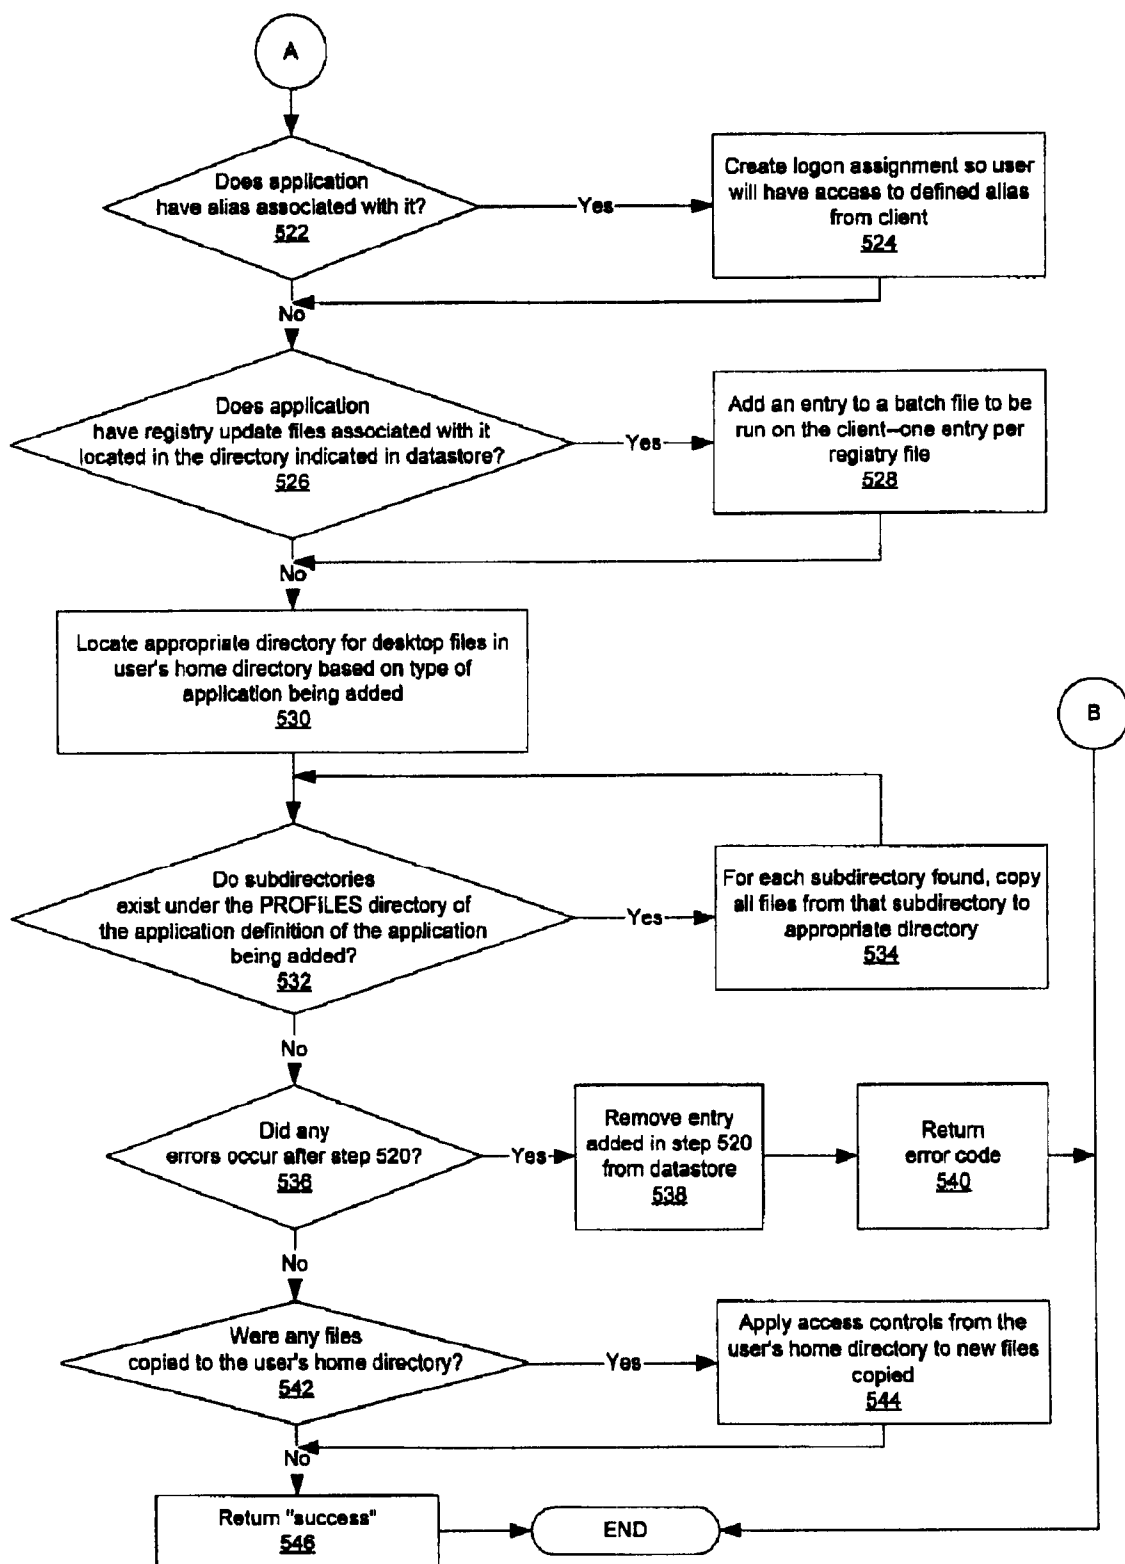 A
Does application
have alias associated with it?
522
Yes
Create logon assignment so user
will have access to defined alias
from client
524
No
Does application
have registry update files associated with it
located in the directory indicated in datastore?
526
Yes
Add an entry to a batch file to be
run on the client–one entry per
registry file
528
No
Locate appropriate directory for desktop files in
user's home directory based on type of
application being added
530
B
Do subdirectories
exist under the PROFILES directory of
the application definition of the application
being added?
532
Yes
For each subdirectory found, copy
all files from that subdirectory to
appropriate directory
534
No
Did any
errors occur after step 520?
536
Yes
Remove entry
added in step 520
from datastore
538
Return
error code
540
No
Were any files
copied to the user's home directory?
542
Yes
Apply access controls from the
user's home directory to new files
copied
544
No
Return "success"
546
END